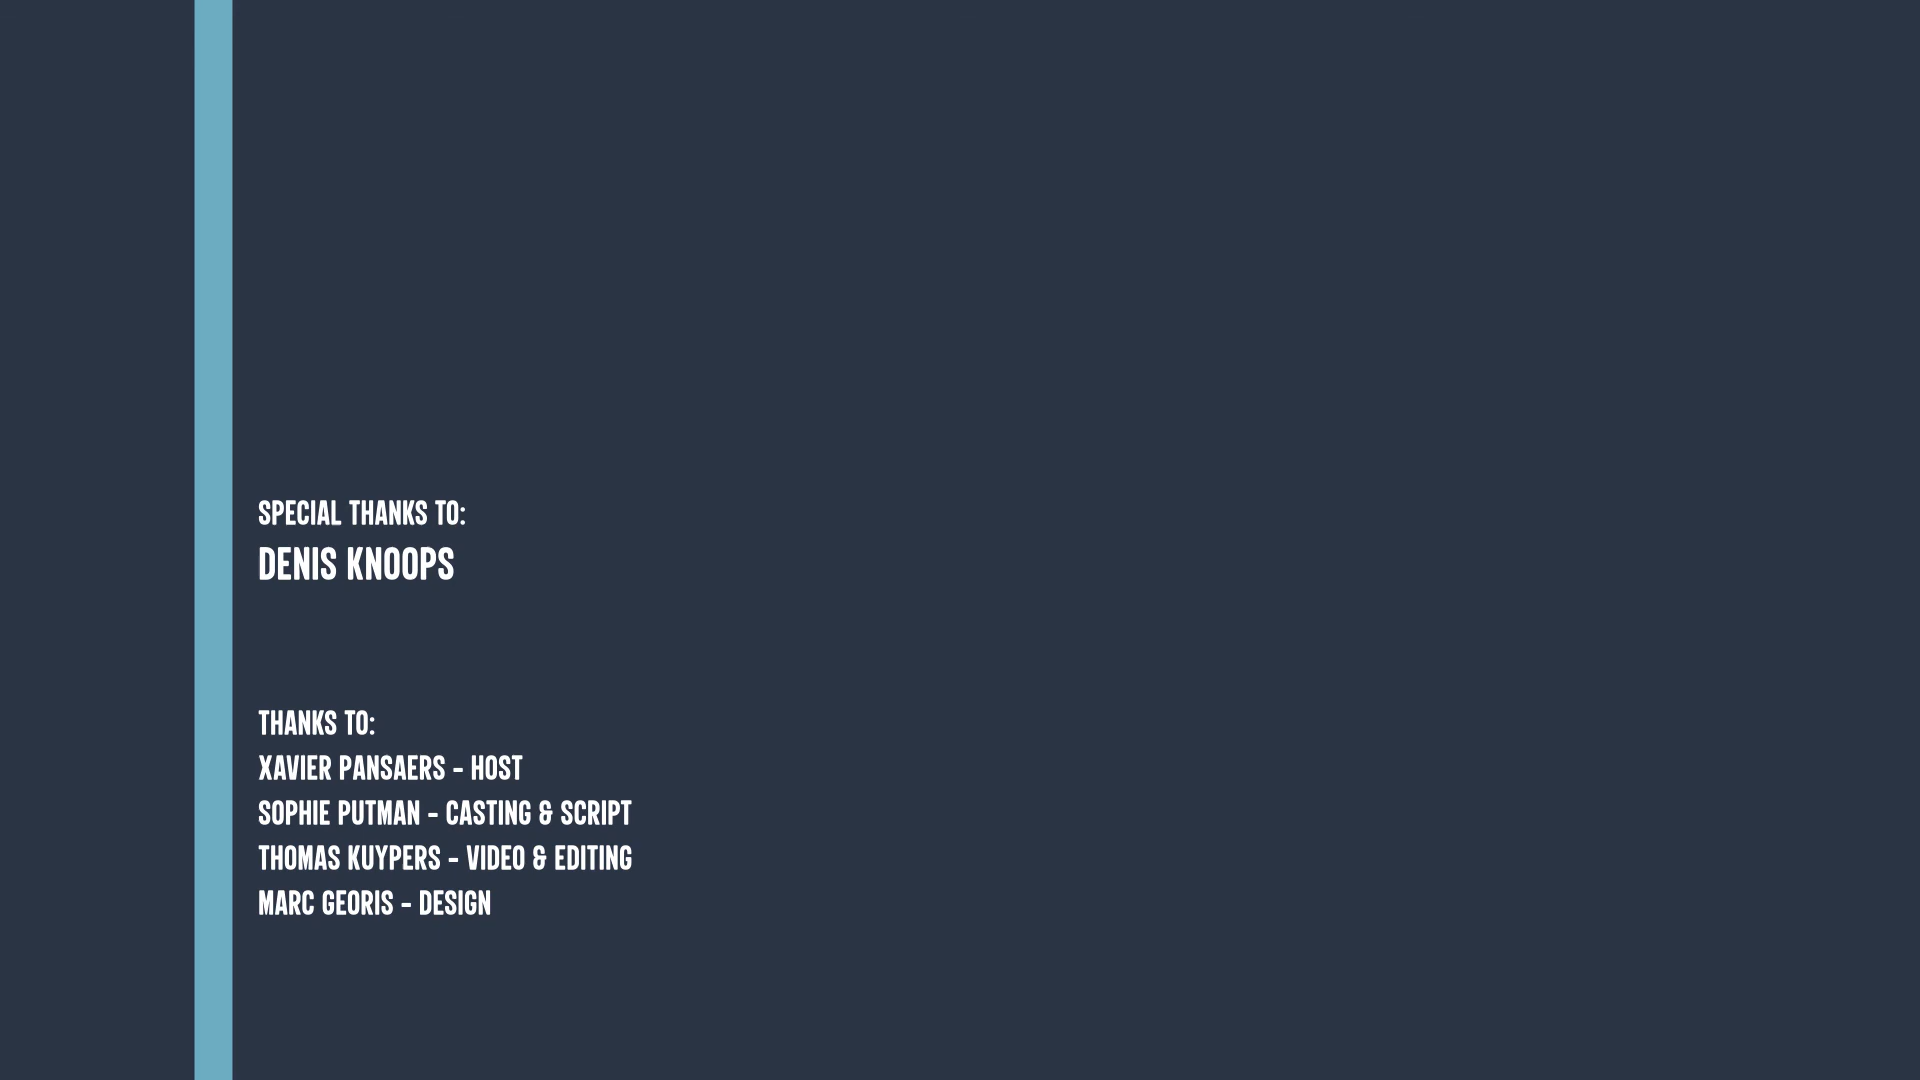 SPECIAL THANKS TO:
DENIS KNOOPS
THANKS TO:
XAVIER PANSAERS - HOST
SOPHIE PUTMAN - CASTING & SCRIPT
THOMAS KUYPERS - VIDEO & EDITING
MARC GEORIS - DESIGN